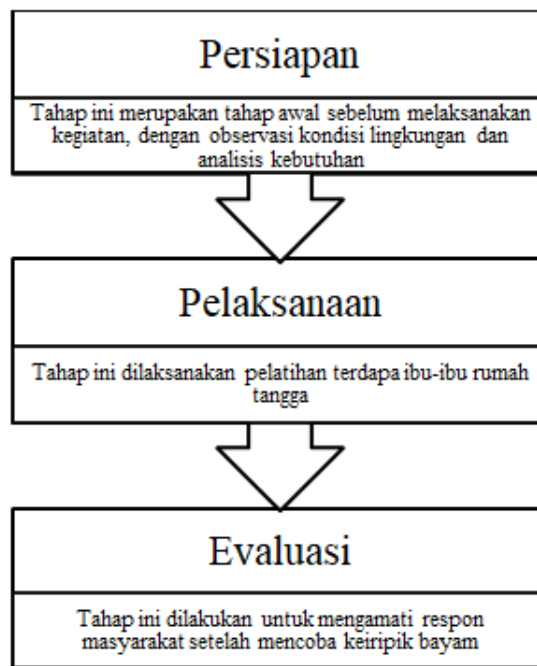 Persiapan
Tahap ini merupakan tahap awal sebelum melaksanakan
kegiatan, dengan observasi kondisi lingkungan dan
analisis kebutuhan
Pelaksanaan
Tahap ini dilaksanakan pelatihan terdapa ibu-ibu rumah
tangga
Evaluasi
Tahap ini dilakukan untuk mengamati respon
masyarakat setelah mencoba keiripik bayam